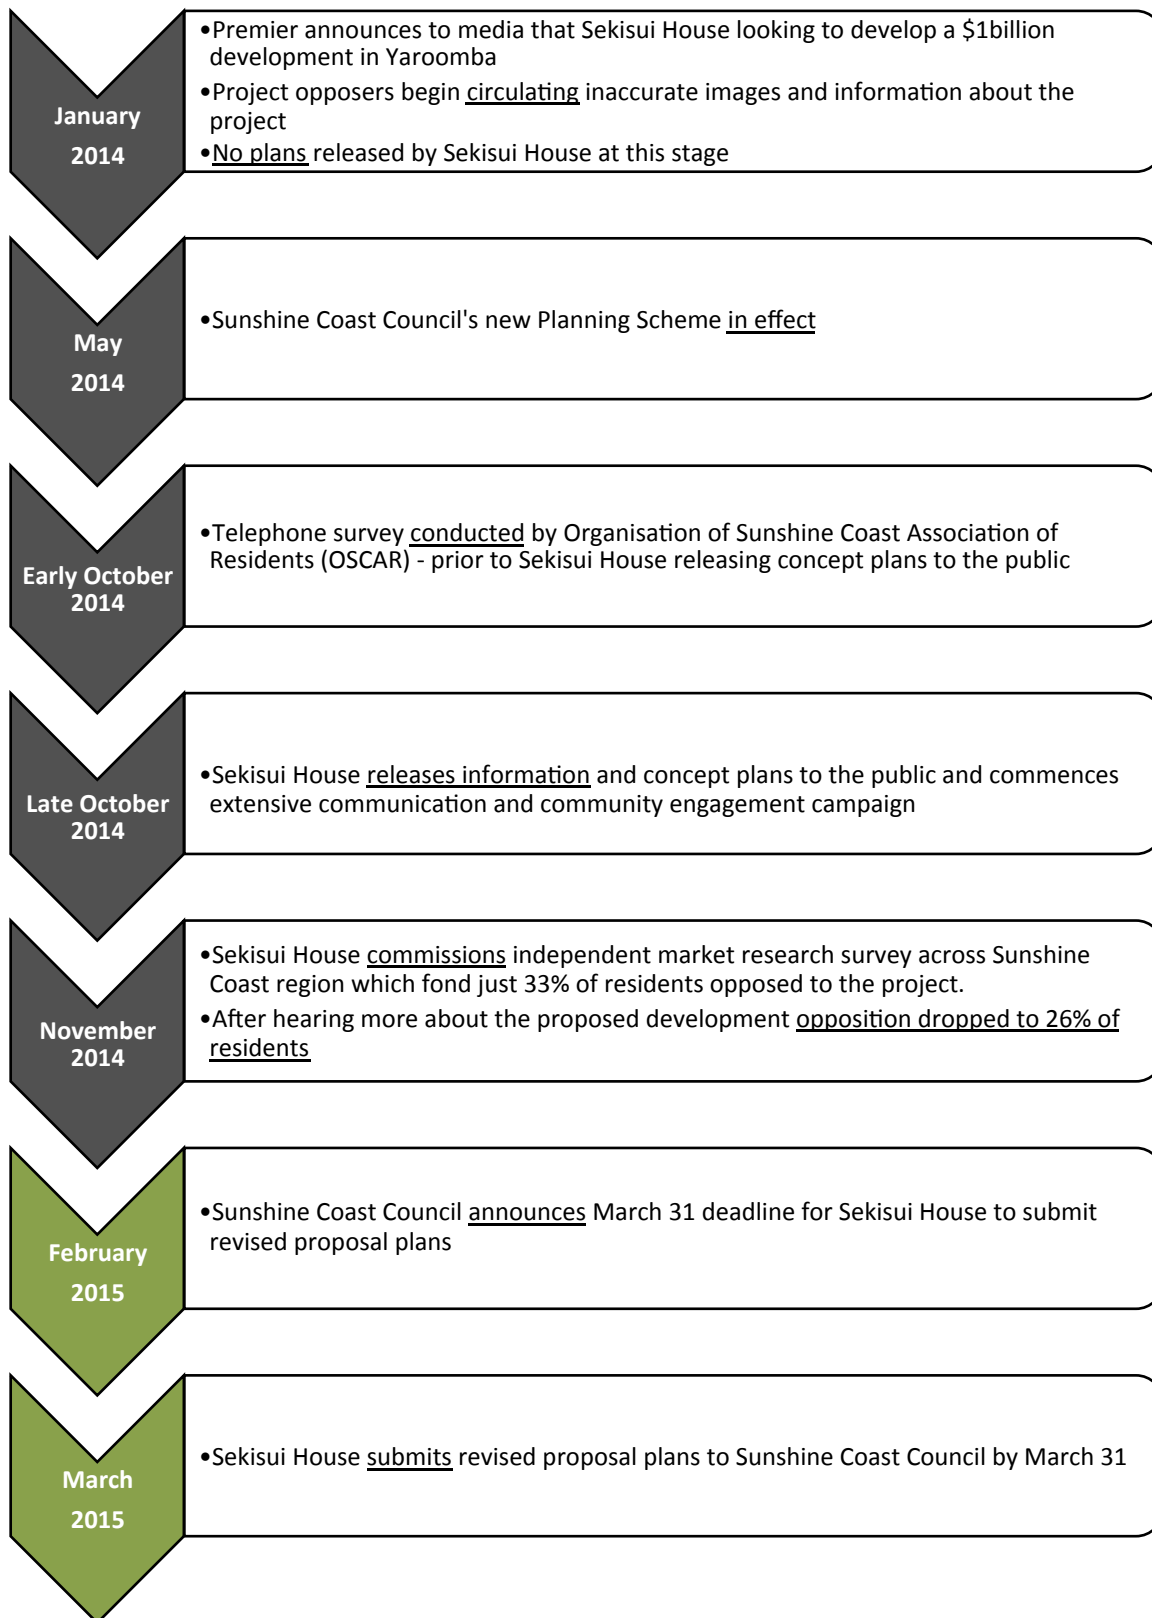 January
2014
•Premier announces to media that Sekisui House looking to develop a $1billion
development in Yaroomba
•Project opposers begin circulating inaccurate images and information about the
project
•No plans released by Sekisui House at this stage
May
2014
•Sunshine Coast Council's new Planning Scheme in effect
Early October
2014
•Telephone survey conducted by Organisation of Sunshine Coast Association of
Residents (OSCAR) - prior to Sekisui House releasing concept plans to the public
Late October
2014
•Sekisui House releases information and concept plans to the public and commences
extensive communication and community engagement campaign
November
2014
•Sekisui House commissions independent market research survey across Sunshine
Coast region which fond just 33% of residents opposed to the project.
•After hearing more about the proposed development opposition dropped to 26% of
residents
February
2015
•Sunshine Coast Council announces March 31 deadline for Sekisui House to submit
revised proposal plans
March
2015
•Sekisui House submits revised proposal plans to Sunshine Coast Council by March 31